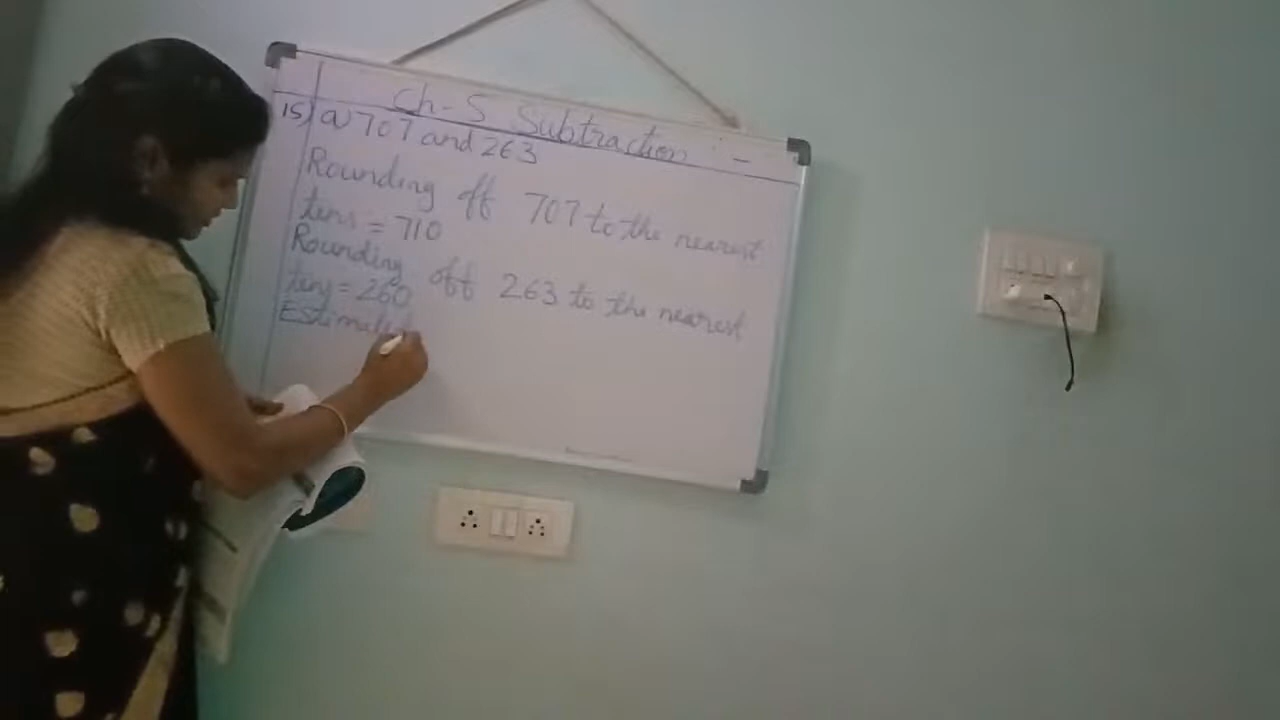 Ch-5 Subtraction :-
15) a) 707 and 263
Rounding off 707 to the nearest
tens = 710
Rounding off 263 to the nearest
tens = 260
Estimated